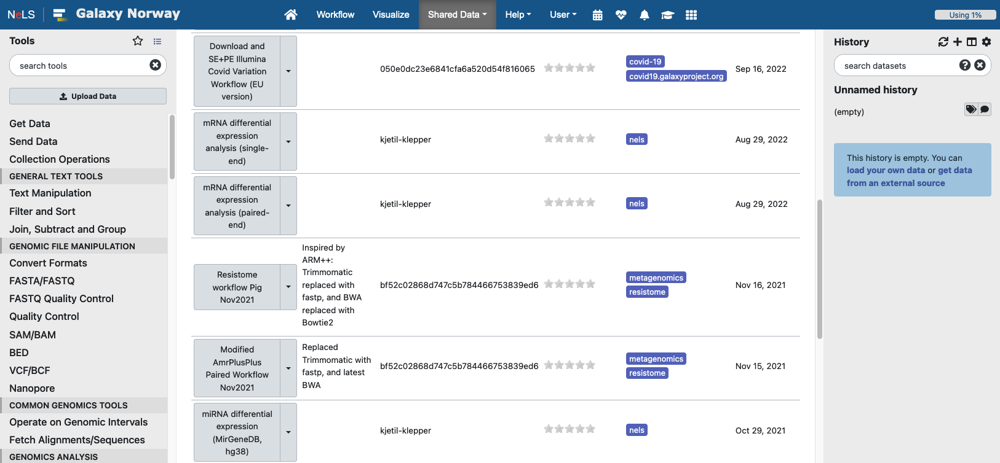 NeLS Galaxy Norway Workflow Visualize Shared Data Help User Using 1%
Tools
search tools
Upload Data
Get Data
Send Data
Collection Operations
GENERAL TEXT TOOLS
Text Manipulation
Filter and Sort
Join, Subtract and Group
GENOMIC FILE MANIPULATION
Convert Formats
FASTA/FASTQ
FASTQ Quality Control
Quality Control
SAM/BAM
BED
VCF/BCF
Nanopore
COMMON GENOMICS TOOLS
Operate on Genomic Intervals
Fetch Alignments/Sequences
GENOMICS ANALYSIS
Download and
SE+PE Illumina
Covid Variation
Workflow (EU
version)
050e0dc23e6841cfa6a520d54f816065
covid-19
covid19.galaxyproject.org
Sep 16, 2022
mRNA differential
expression
analysis (single-
end)
kjetil-klepper
nels
Aug 29, 2022
mRNA differential
expression
analysis (paired-
end)
kjetil-klepper
nels
Aug 29, 2022
Resistome
workflow Pig
Nov2021
Inspired by
ARM++:
Trimmomatic
replaced with
fastp, and BWA
replaced with
Bowtie2
bf52c02868d747c5b784466753839ed6
metagenomics
resistome
Nov 16, 2021
Modified
AmrPlusPlus
Paired Workflow
Nov2021
Replaced
Trimmomatic with
fastp, and latest
BWA
bf52c02868d747c5b784466753839ed6
metagenomics
resistome
Nov 15, 2021
miRNA differential
expression
(MirGeneDB,
hg38)
kjetil-klepper
nels
Oct 29, 2021
History
search datasets
Unnamed history
(empty)
This history is empty. You can
load your own data or get data
from an external source